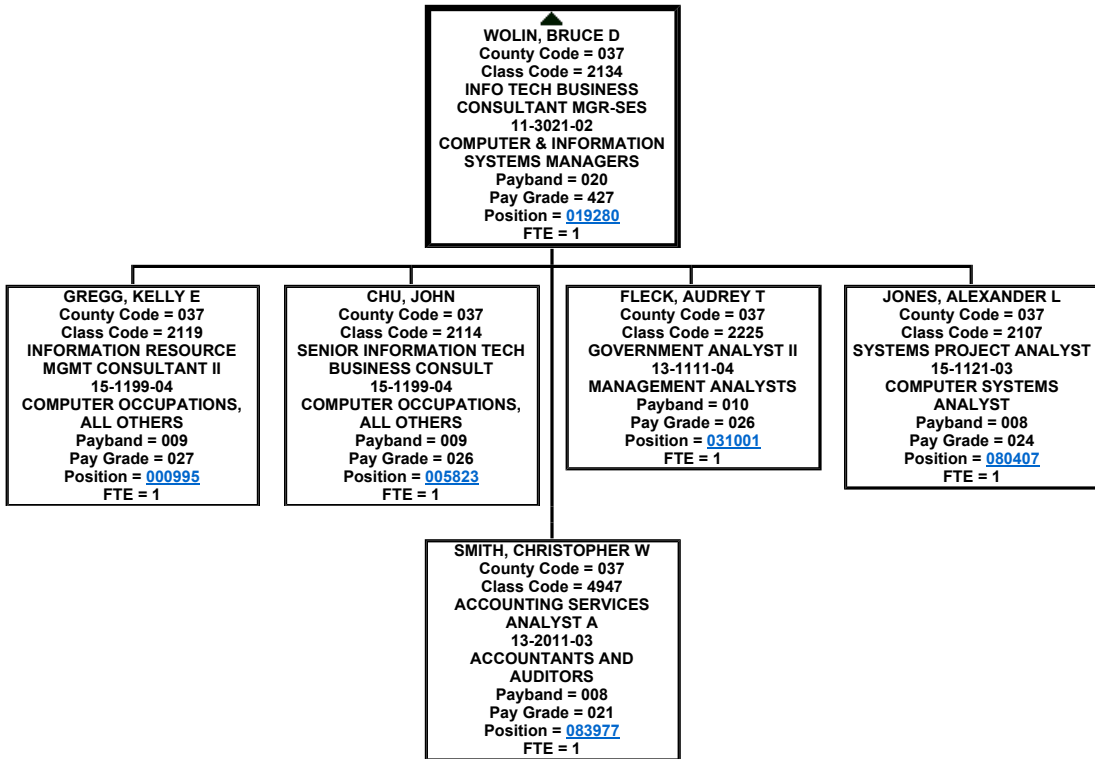 WOLIN, BRUCE D
County Code = 037
Class Code = 2134
INFO TECH BUSINESS
CONSULTANT MGR-SES
11-3021-02
COMPUTER & INFORMATION
SYSTEMS MANAGERS
Payband = 020
Pay Grade = 427
Position = 019280
FTE = 1
GREGG, KELLY E
County Code = 037
Class Code = 2119
INFORMATION RESOURCE
MGMT CONSULTANT II
15-1199-04
COMPUTER OCCUPATIONS,
ALL OTHERS
Payband = 009
Pay Grade = 027
Position = 000995
FTE = 1
CHU, JOHN
County Code = 037
Class Code = 2114
SENIOR INFORMATION TECH
BUSINESS CONSULT
15-1199-04
COMPUTER OCCUPATIONS,
ALL OTHERS
Payband = 009
Pay Grade = 026
Position = 005823
FTE = 1
FLECK, AUDREY T
County Code = 037
Class Code = 2225
GOVERNMENT ANALYST II
13-1111-04
MANAGEMENT ANALYSTS
Payband = 010
Pay Grade = 026
Position = 031001
FTE = 1
JONES, ALEXANDER L
County Code = 037
Class Code = 2107
SYSTEMS PROJECT ANALYST
15-1121-03
COMPUTER SYSTEMS
ANALYST
Payband = 008
Pay Grade = 024
Position = 080407
FTE = 1
SMITH, CHRISTOPHER W
County Code = 037
Class Code = 4947
ACCOUNTING SERVICES
ANALYST A
13-2011-03
ACCOUNTANTS AND
AUDITORS
Payband = 008
Pay Grade = 021
Position = 083977
FTE = 1